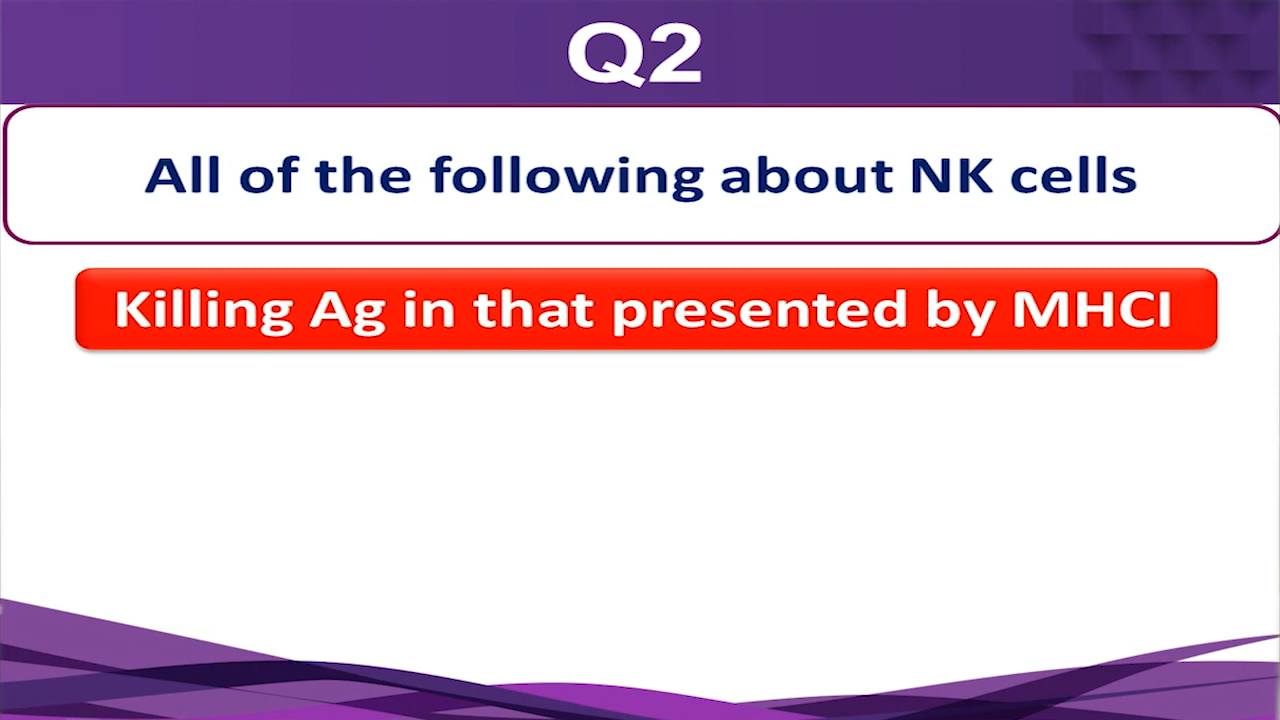 Q2
All of the following about NK cells
Killing Ag in that presented by MHCI